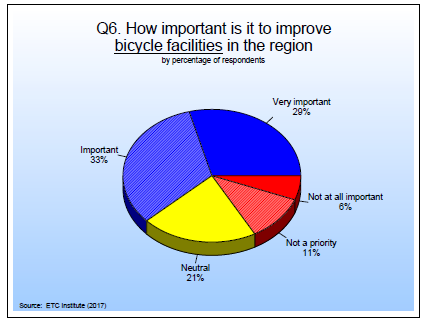 Q6. How important is it to improve
bicycle facilities in the region
by percentage of respondents
Very important
29%
Important
33%
Not at all important
6%
Not a priority
11%
Neutral
21%
Source: ETC Institute (2017)